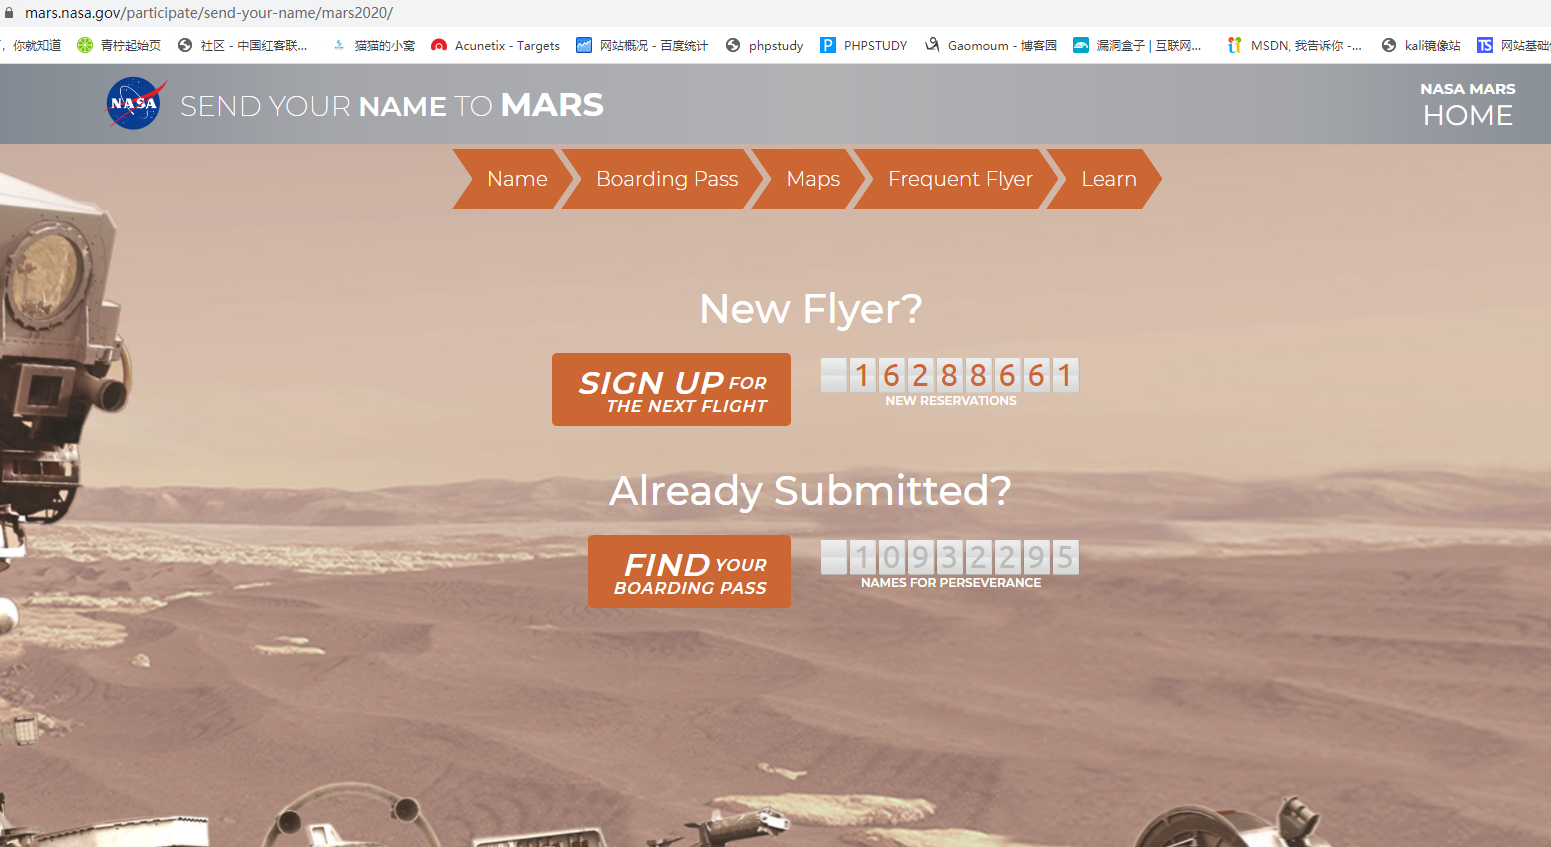 mars.nasa.gov/participate/send-your-name/mars2020/
，你就知道 青柠起始页 社区 - 中国红客联... 猫猫的小窝 Acunetix - Targets 网站概况 - 百度统计 phpstudy PHPSTUDY Gaomoum - 博客园 漏洞盒子 | 互联网... MSDN, 我告诉你 -... kali镜像站 TS 网站基础
NASA SEND YOUR NAME TO MARS
NASA MARS
HOME
Name Boarding Pass Maps Frequent Flyer Learn
New Flyer?
SIGN UP FOR
THE NEXT FLIGHT
16288661
NEW RESERVATIONS
Already Submitted?
FIND YOUR
BOARDING PASS
10932295
NAMES FOR PERSEVERANCE